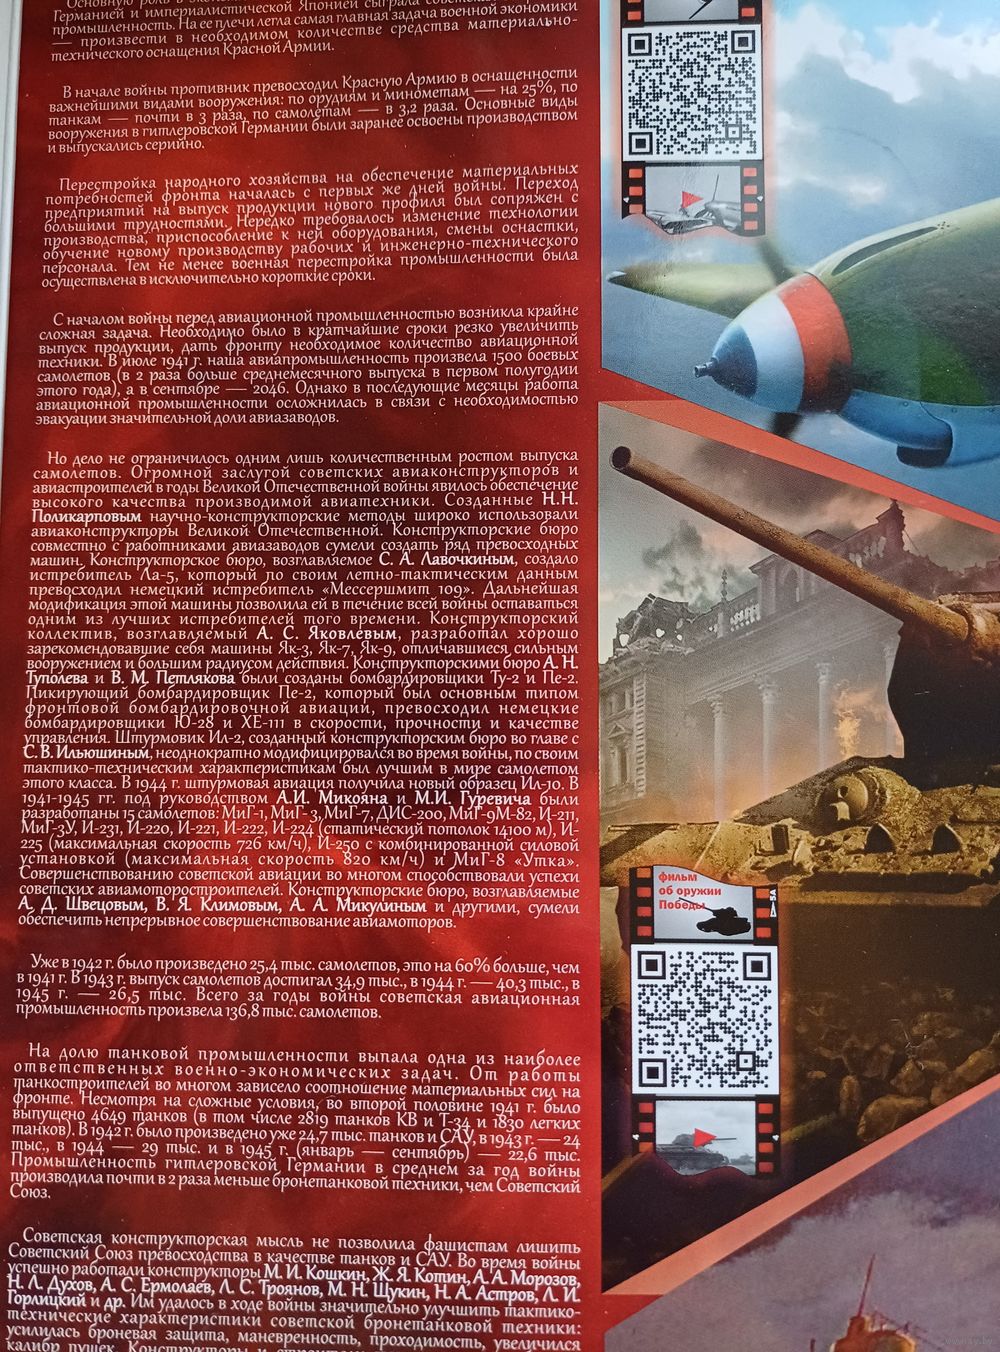 Основную роль в
Германией и империалистической Японией сыграла
промышленность. На ее плечи легла самая главная задача военной экономики
— произвести в необходимом количестве средства материально-
технического оснащения Красной Армии.
В начале войны противник превосходил Красную Армию в оснащенности
важнейшими видами вооружения: по орудиям и минометам — на 25%, по
танкам — почти в 3 раза, по самолетам — в 3,2 раза. Основные виды
вооружения в гитлеровской Германии были заранее освоены производством
и выпускались серийно.
Перестройка народного хозяйства на обеспечение материальных
потребностей фронта началась с первых же дней войны. Переход
предприятий на выпуск продукции нового профиля был сопряжен с
большими трудностями. Нередко требовалось изменение технологии
производства, приспособление к ней оборудования, смены оснастки,
обучение новому производству рабочих и инженерно-технического
персонала. Тем не менее военная перестройка промышленности была
осуществлена в исключительно короткие сроки.
С началом войны перед авиационной промышленностью возникла крайне
сложная задача. Необходимо было в кратчайшие сроки резко увеличить
выпуск продукции, дать фронту необходимое количество авиационной
техники. В июле 1941 г. наша авиапромышленность произвела 1500 боевых
самолетов (в 2 раза больше среднемесячного выпуска в первом полугодии
этого года), а в сентябре — 2046. Однако в последующие месяцы работа
авиационной промышленности осложнилась в связи с необходимостью
эвакуации значительной доли авиазаводов.
Но дело не ограничилось одним лишь количественным ростом выпуска
самолетов. Огромной заслугой советских авиаконструкторов и
авиастроителей в годы Великой Отечественной войны явилось обеспечение
высокого качества производимой авиатехники. Созданные Н.Н.
Поликарповым научно-конструкторские методы широко использовали
авиаконструкторы Великой Отечественной. Конструкторские бюро
совместно с работниками авиазаводов сумели создать ряд превосходных
машин. Конструкторское бюро, возглавляемое С. А. Лавочкиным, создало
истребитель Ла-5, который по своим летно-тактическим данным
превосходил немецкий истребитель «Мессершмит 109». Дальнейшая
модификация этой машины позволила ей в течение всей войны оставаться
одним из лучших истребителей того времени. Конструкторский
коллектив, возглавляемый А. С. Яковлевым, разработал хорошо
зарекомендовавшие себя машины Як-3, Як-7, Як-9, отличавшиеся сильным
вооружением и большим радиусом действия. Конструкторскими бюро А. Н.
Туполева и В. М. Петлякова были созданы бомбардировщики Ту-2 и Пе-2.
Пикирующий бомбардировщик Пе-2, который был основным типом
фронтовой бомбардировочной авиаций, превосходил немецкие
бомбардировщики Ю-28 и ХЕ-111 в скорости, прочности и качестве
управления. Штурмовик Ил-2, созданный конструкторским бюро во главе с
С. В. Ильюшиным, неоднократно модифицировался во время войны, по своим
тактико-техническим характеристикам был лучшим в мире самолетом
этого класса. В 1944 г. штурмовая авиация получила новый образец Ил-10. В
1941-1945 гг. под руководством А.И. Микояна и М.И. Гуревича были
разработаны 15 самолетов: МиГ-1, МиГ-3, МиГ-7, ДИС-200, МиГ-9М-82, И-211,
МиГ-3У, И-231, И-220, И-221, И-222, И-224 (статический потолок 14100 м), И-
225 (максимальная скорость 726 км/ч), И-250 с комбинированной силовой
установкой (максимальная скорость 820 км/ч) и МиГ-8 «Утка».
Совершенствованию советской авиации во многом способствовали успехи
советских авиамоторостроителей. Конструкторские бюро, возглавляемые
А. Д. Швецовым, В. Я. Климовым, А. А. Микулиным и другими, сумели
обеспечить непрерывное совершенствование авиамоторов.
Уже в 1942 г. было произведено 25,4 тыс. самолетов, это на 60% больше, чем
в 1941 г. В 1943 г. выпуск самолетов достигал 34,9 тыс., в 1944 г. — 40,3 тыс., в
1945 г. — 26,5 тыс. Всего за годы войны советская авиационная
промышленность произвела 136,8 тыс. самолетов.
На долю танковой промышленности выпала одна из наиболее
ответственных военно-экономических задач. От работы
танкостроителей во многом зависело соотношение материальных сил на
фронте. Несмотря на сложные условия, во второй половине 1941 г. было
выпущено 4649 танков (в том числе 2819 танков КВ и Т-34 и 1830 легких
танков). В 1942 г. было произведено уже 24,7 тыс. танков и САУ, в 1943 г. — 24
тыс., в 1944 — 29 тыс. и в 1945 г. (январь — сентябрь) — 22,6 тыс.
Промышленность гитлеровской Германии в среднем за год войны
производила почти в 2 раза меньше бронетанковой техники, чем Советский
Союз.
Советская конструкторская мысль не позволила фашистам лишить
Советский Союз превосходства в качестве танков и САУ. Во время войны
успешно работали конструкторы М. И. Кошкин, Ж. Я. Котин, А. А. Морозов,
Н. Л. Духов, А. С. Ермолаев, Л. С. Троянов, М. Н. Щукин, Н. А. Астров, Л. И.
Горлицкий и др. Им удалось в ходе войны значительно улучшить тактико-
технические характеристики советской бронетанковой техники:
усилилась броневая защита, маневренность, проходимость, увеличился
калибр пушек. Конструкторы и
фильм
об оружии
Победы
5A